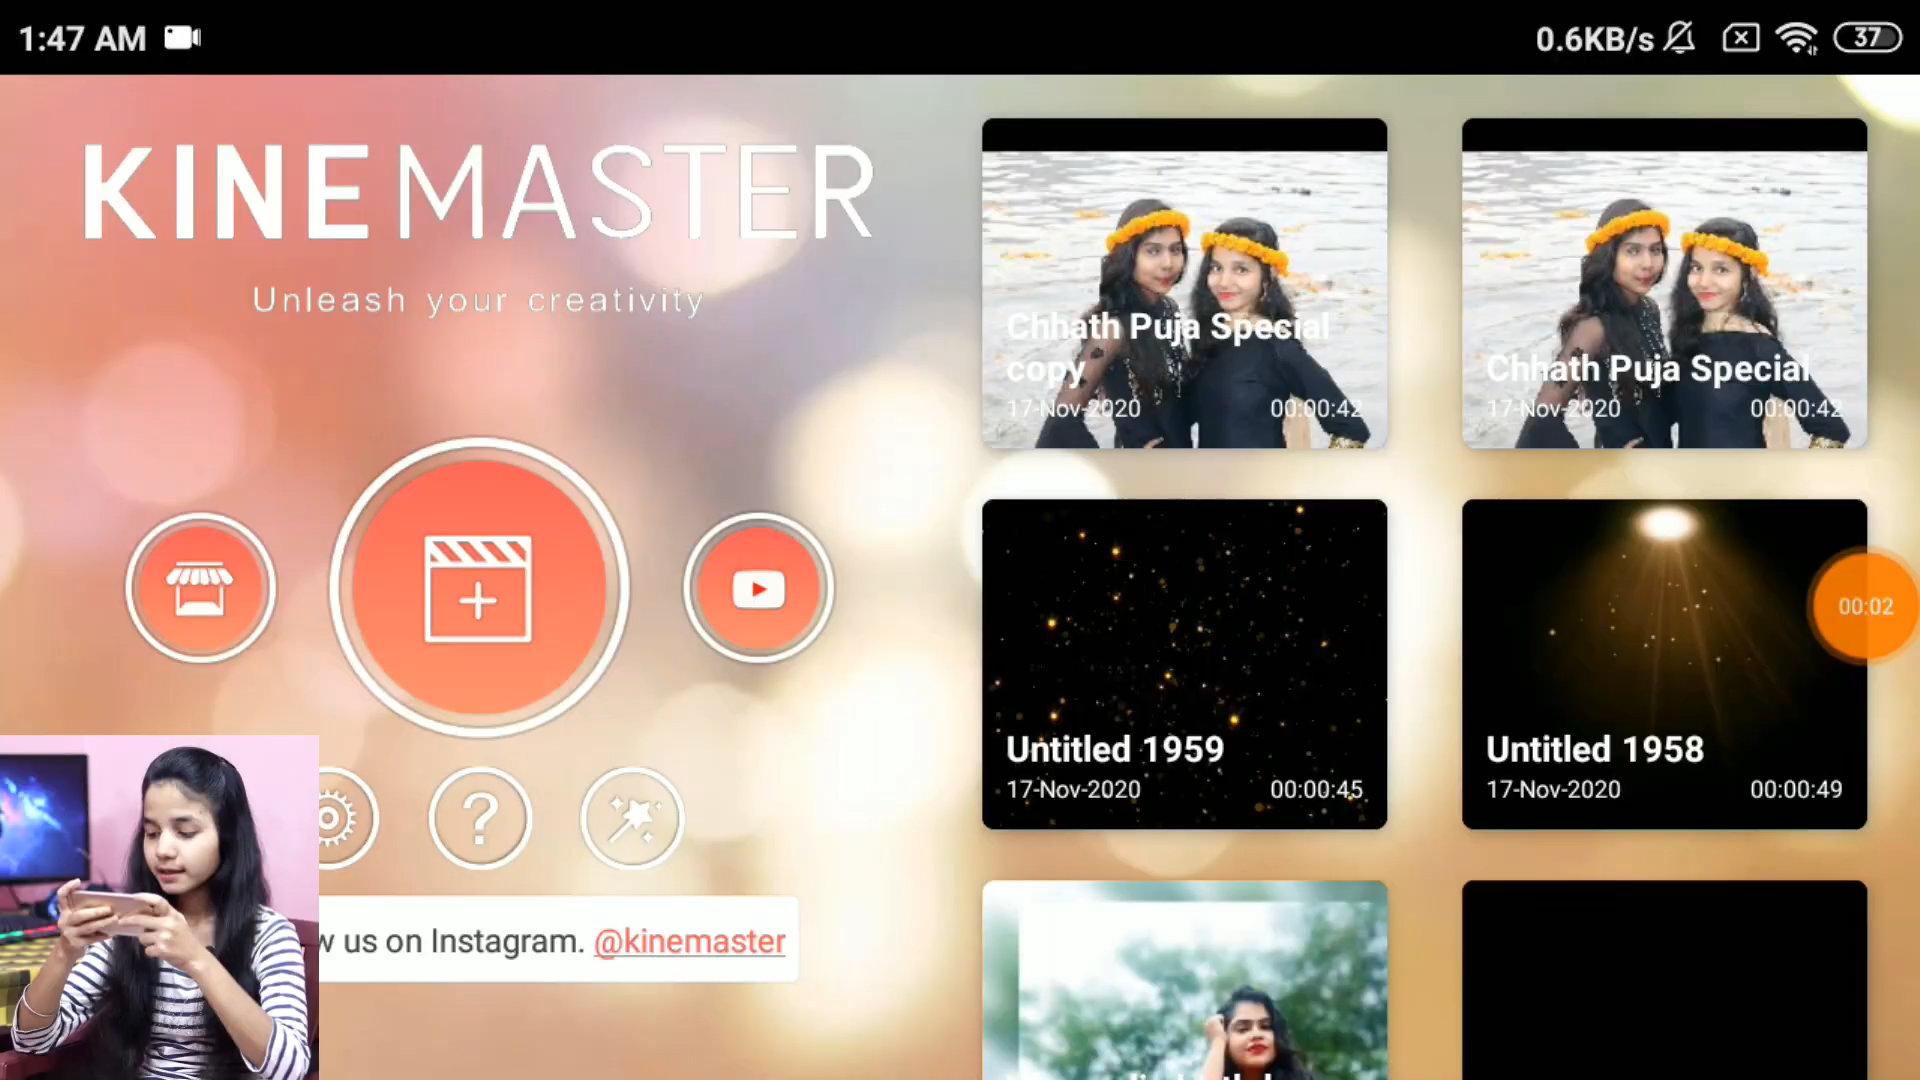 1:47 AM
0.6KB/s
37
KINEMASTER
Unleash your creativity
Chhath Puja Special
copy
17-Nov-2020 00:00:42
Chhath Puja Special
17-Nov-2020 00:00:42
Untitled 1959
17-Nov-2020 00:00:45
Untitled 1958
17-Nov-2020 00:00:49
00:02
us on Instagram. @kinemaster